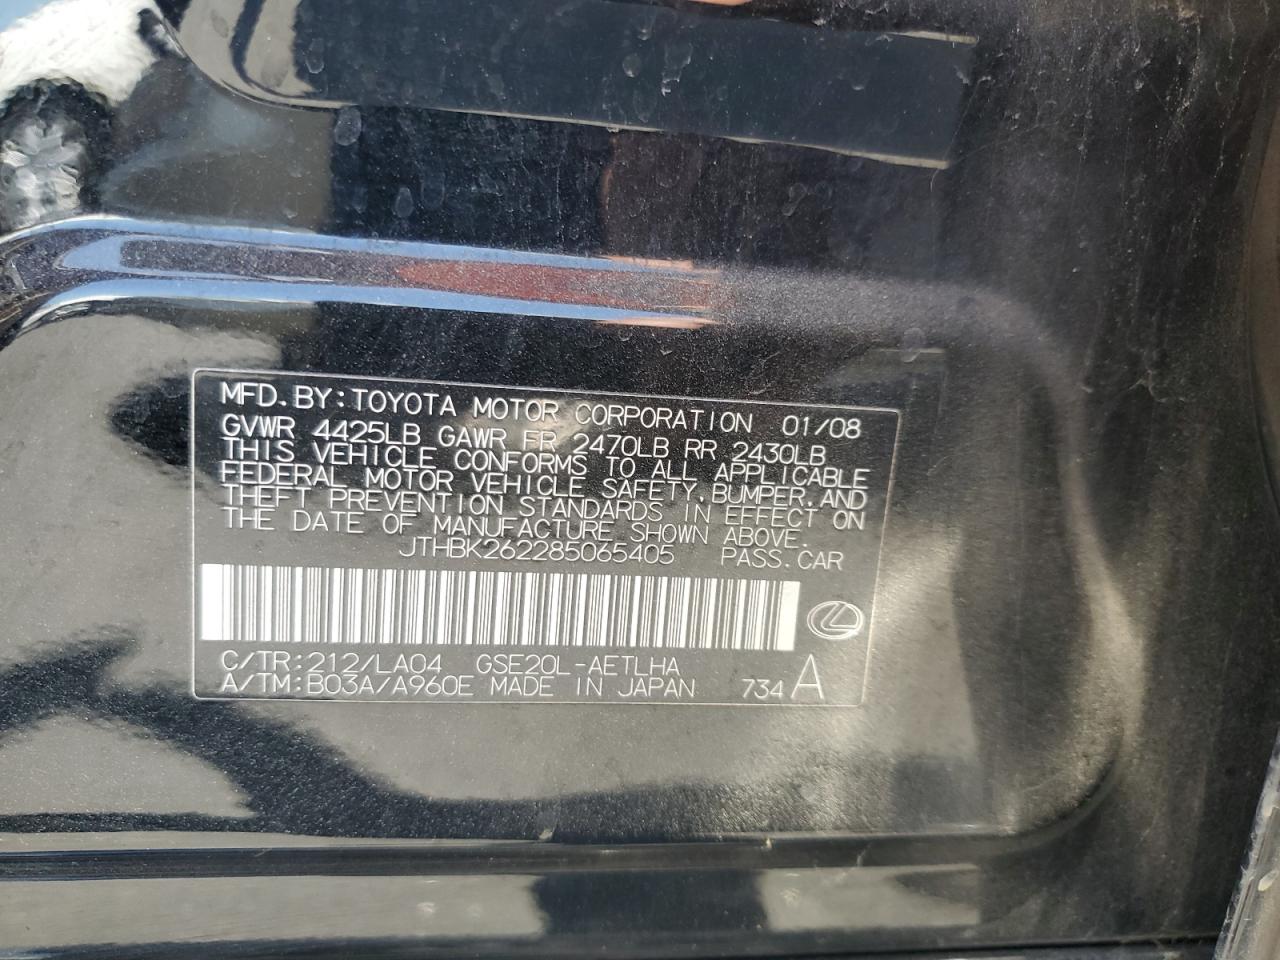 MFD.BY:TOYOTA MOTOR CORPORATION 01/08
GVWR 4425LB GAWR FR 2470LB RR 2430LB
THIS VEHICLE CONFORMS TO ALL APPLICABLE
FEDERAL MOTOR VEHICLE SAFETY,BUMPER,AND
THEFT PREVENTION STANDARDS IN EFFECT ON
THE DATE OF MANUFACTURE SHOWN ABOVE.
JTHBK262285065405 PASS.CAR
C/TR:212/LA04 GSE20L-AETLHA
A/TM:B03A/A960E MADE IN JAPAN 734 A